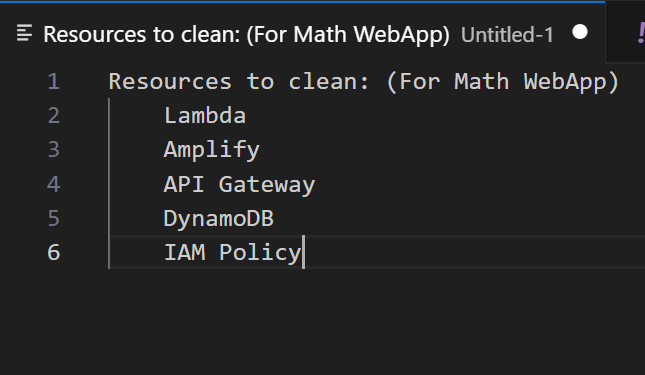 Resources to clean: (For Math WebApp) Untitled-1
1 Resources to clean: (For Math WebApp)
2 Lambda
3 Amplify
4 API Gateway
5 DynamoDB
6 IAM Policy